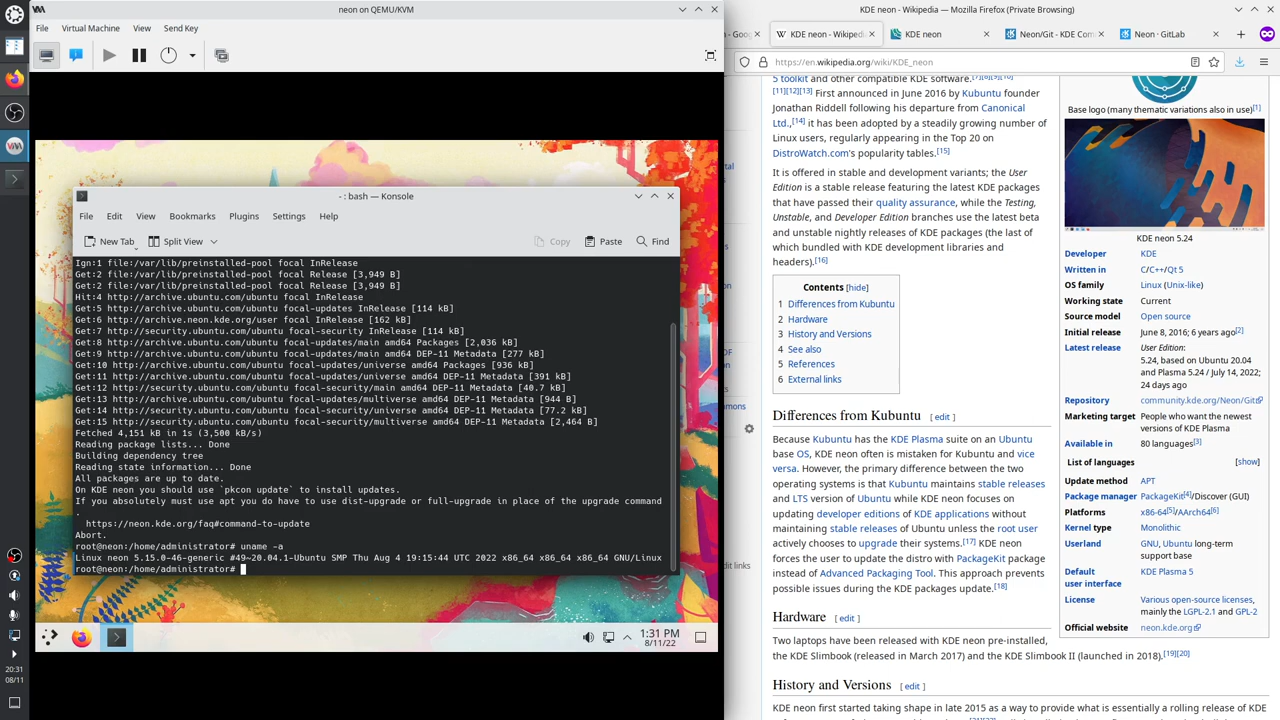 neon on QEMU/KVM
File Virtual Machine View Send Key
- : bash — Konsole
File Edit View Bookmarks Plugins Settings Help
New Tab Split View Copy Paste Find
Ign:1 file:/var/lib/preinstalled-pool focal InRelease
Get:2 file:/var/lib/preinstalled-pool focal Release [3,949 B]
Get:2 file:/var/lib/preinstalled-pool focal Release [3,949 B]
Hit:4 http://archive.ubuntu.com/ubuntu focal InRelease
Get:5 http://archive.ubuntu.com/ubuntu focal-updates InRelease [114 kB]
Get:6 http://archive.neon.kde.org/user focal InRelease [162 kB]
Get:7 http://security.ubuntu.com/ubuntu focal-security InRelease [114 kB]
Get:8 http://archive.ubuntu.com/ubuntu focal-updates/main amd64 Packages [2,036 kB]
Get:9 http://archive.ubuntu.com/ubuntu focal-updates/main amd64 DEP-11 Metadata [277 kB]
Get:10 http://archive.ubuntu.com/ubuntu focal-updates/universe amd64 Packages [936 kB]
Get:11 http://archive.ubuntu.com/ubuntu focal-updates/universe amd64 DEP-11 Metadata [391 kB]
Get:12 http://security.ubuntu.com/ubuntu focal-security/main amd64 DEP-11 Metadata [40.7 kB]
Get:13 http://archive.ubuntu.com/ubuntu focal-updates/multiverse amd64 DEP-11 Metadata [944 B]
Get:14 http://security.ubuntu.com/ubuntu focal-security/universe amd64 DEP-11 Metadata [77.2 kB]
Get:15 http://security.ubuntu.com/ubuntu focal-security/multiverse amd64 DEP-11 Metadata [2,464 B]
Fetched 4,151 kB in 1s (3,500 kB/s)
Reading package lists... Done
Building dependency tree
Reading state information... Done
All packages are up to date.
On KDE neon you should use `pkcon update` to install updates.
If you absolutely must use apt you do have to use dist-upgrade or full-upgrade in place of the upgrade command
.
https://neon.kde.org/faq#command-to-update
Abort.
root@neon:/home/administrator# uname -a
Linux neon 5.15.0-46-generic #49~20.04.1-Ubuntu SMP Thu Aug 4 19:15:44 UTC 2022 x86_64 x86_64 x86_64 GNU/Linux
root@neon:/home/administrator#
1:31 PM
8/11/22
20:31
08/11
KDE neon - Wikipedia — Mozilla Firefox (Private Browsing)
KDE neon - Wikipedi KDE neon Neon/Git - KDE Com Neon · GitLab
https://en.wikipedia.org/wiki/KDE_neon
5 toolkit and other compatible KDE software.[7][8][9][10]
[11][12][13] First announced in June 2016 by Kubuntu founder
Jonathan Riddell following his departure from Canonical
Ltd.,[14] it has been adopted by a steadily growing number of
Linux users, regularly appearing in the Top 20 on
DistroWatch.com's popularity tables.[15]
It is offered in stable and development variants; the User
Edition is a stable release featuring the latest KDE packages
that have passed their quality assurance, while the Testing,
Unstable, and Developer Edition branches use the latest beta
and unstable nightly releases of KDE packages (the last of
which bundled with KDE development libraries and
headers).[16]
Contents [hide]
1 Differences from Kubuntu
2 Hardware
3 History and Versions
4 See also
5 References
6 External links
Differences from Kubuntu [ edit ]
Because Kubuntu has the KDE Plasma suite on an Ubuntu
base OS, KDE neon often is mistaken for Kubuntu and vice
versa. However, the primary difference between the two
operating systems is that Kubuntu maintains stable releases
and LTS version of Ubuntu while KDE neon focuses on
updating developer editions of KDE applications without
maintaining stable releases of Ubuntu unless the root user
actively chooses to upgrade their systems.[17] KDE neon
forces the user to update the distro with PackageKit package
instead of Advanced Packaging Tool. This approach prevents
possible issues during the KDE packages update.[18]
Hardware [ edit ]
Two laptops have been released with KDE neon pre-installed,
the KDE Slimbook (released in March 2017) and the KDE Slimbook II (launched in 2018).[19][20]
History and Versions [ edit ]
KDE neon first started taking shape in late 2015 as a way to provide what is essentially a rolling release of KDE
Base logo (many thematic variations also in use)[1]
KDE neon 5.24
Developer KDE
Written in C/C++/Qt 5
OS family Linux (Unix-like)
Working state Current
Source model Open source
Initial release June 8, 2016; 6 years ago[2]
Latest release User Edition:
5.24, based on Ubuntu 20.04
and Plasma 5.24 / July 14, 2022;
24 days ago
Repository community.kde.org/Neon/Git
Marketing target People who want the newest
versions of KDE Plasma
Available in 80 languages[3]
List of languages [show]
Update method APT
Package manager PackageKit[4]/Discover (GUI)
Platforms x86-64[5]/AArch64[6]
Kernel type Monolithic
Userland GNU, Ubuntu long-term
support base
Default
user interface KDE Plasma 5
License Various open-source licenses,
mainly the LGPL-2.1 and GPL-2
Official website neon.kde.org